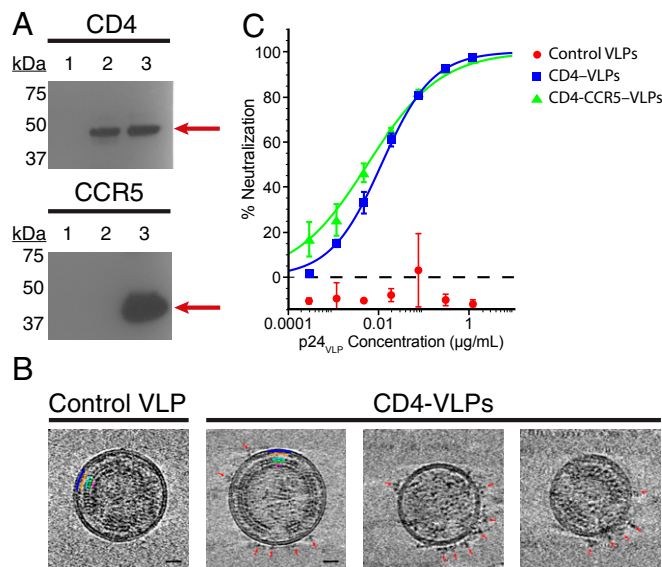 A
CD4
kDa 1 2 3
75
50
37
CCR5
kDa 1 2 3
75
50
37
C
% Neutralization
100
80
60
40
20
0
0.0001 0.01 1
p24VLP Concentration (µg/mL)
Control VLPs
CD4–VLPs
CD4-CCR5–VLPs
B
Control VLP CD4-VLPs